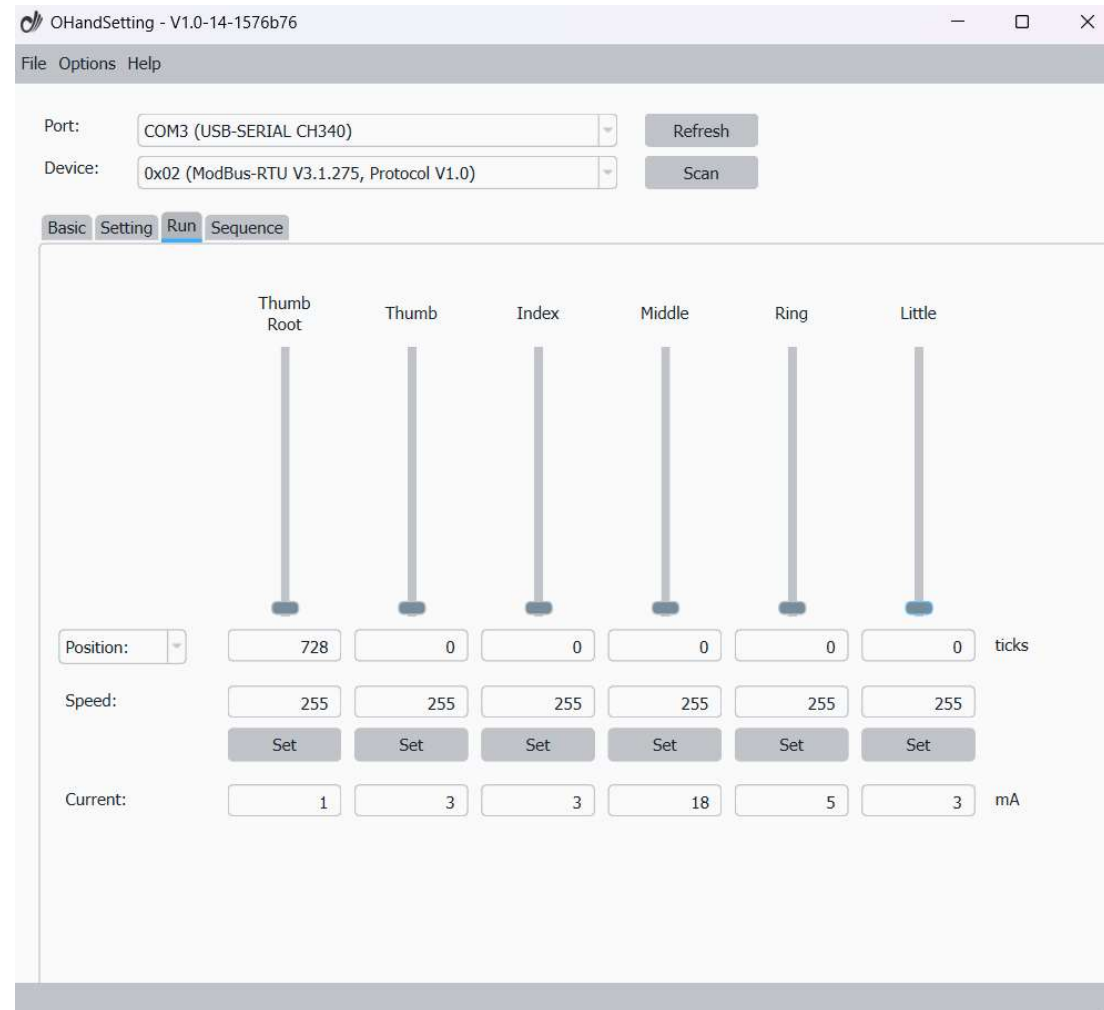 OHandSetting - V1.0-14-1576b76
File Options Help
Port: COM3 (USB-SERIAL CH340) Refresh
Device: 0x02 (ModBus-RTU V3.1.275, Protocol V1.0) Scan
Basic Setting Run Sequence
Thumb Root Thumb Index Middle Ring Little
Position: 728 0 0 0 0 0 ticks
Speed: 255 255 255 255 255 255
Set Set Set Set Set Set
Current: 1 3 3 18 5 3 mA